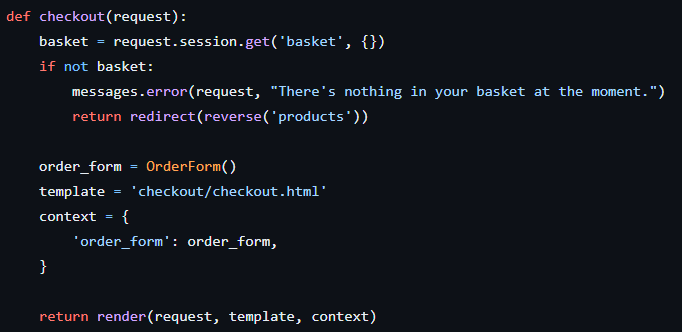 def checkout(request):
    basket = request.session.get('basket', {})
    if not basket:
        messages.error(request, "There's nothing in your basket at the moment.")
        return redirect(reverse('products'))

    order_form = OrderForm()
    template = 'checkout/checkout.html'
    context = {
        'order_form': order_form,
    }

    return render(request, template, context)